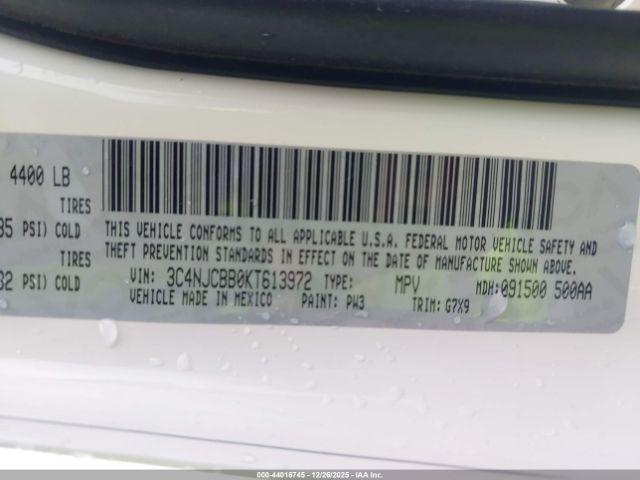 4400 LB
TIRES
35 PSI) COLD
TIRES
32 PSI) COLD
THIS VEHICLE CONFORMS TO ALL APPLICABLE U.S.A. FEDERAL MOTOR VEHICLE SAFETY AND
THEFT PREVENTION STANDARDS IN EFFECT ON THE DATE OF MANUFACTURE SHOWN ABOVE.
VIN: 3C4NJCBB0KT613972 TYPE: MPV MDH:091500 500AA
VEHICLE MADE IN MEXICO PAINT: PW3 TRIM: G7X9
000-44016745 - 12/26/2025 - IAA Inc.